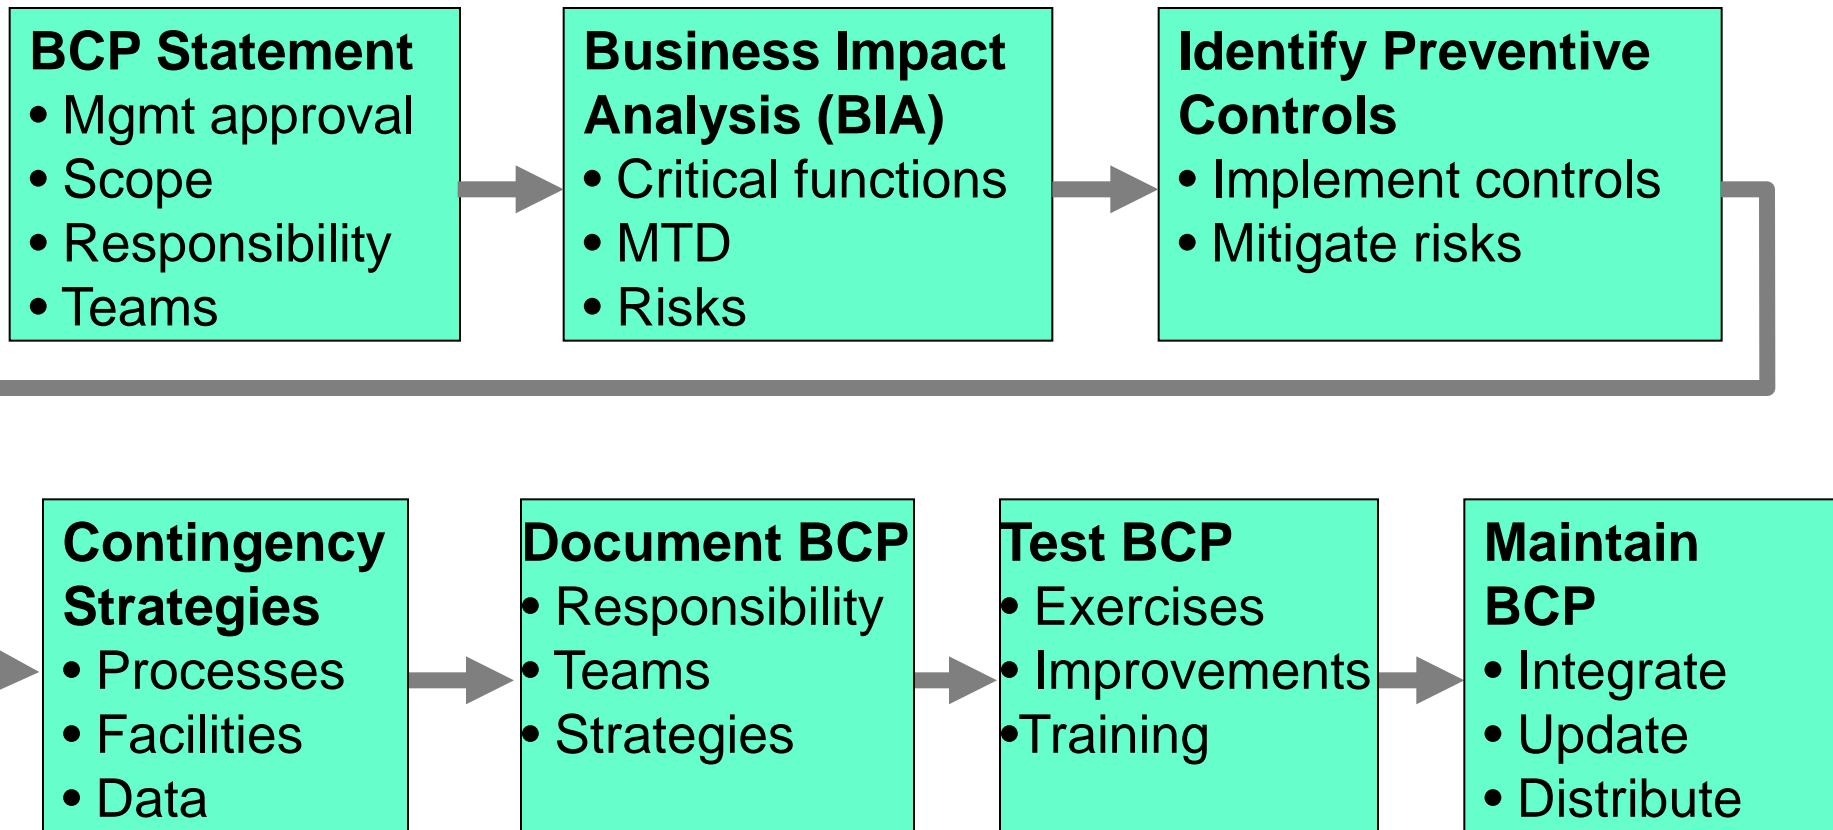 BCP Statement
• Mgmt approval
• Scope
• Responsibility
• Teams
Business Impact
Analysis (BIA)
• Critical functions
• MTD
• Risks
Identify Preventive
Controls
• Implement controls
• Mitigate risks
Contingency
Strategies
• Processes
• Facilities
• Data
Document BCP
• Responsibility
• Teams
• Strategies
Test BCP
• Exercises
• Improvements
•Training
Maintain
BCP
• Integrate
• Update
• Distribute